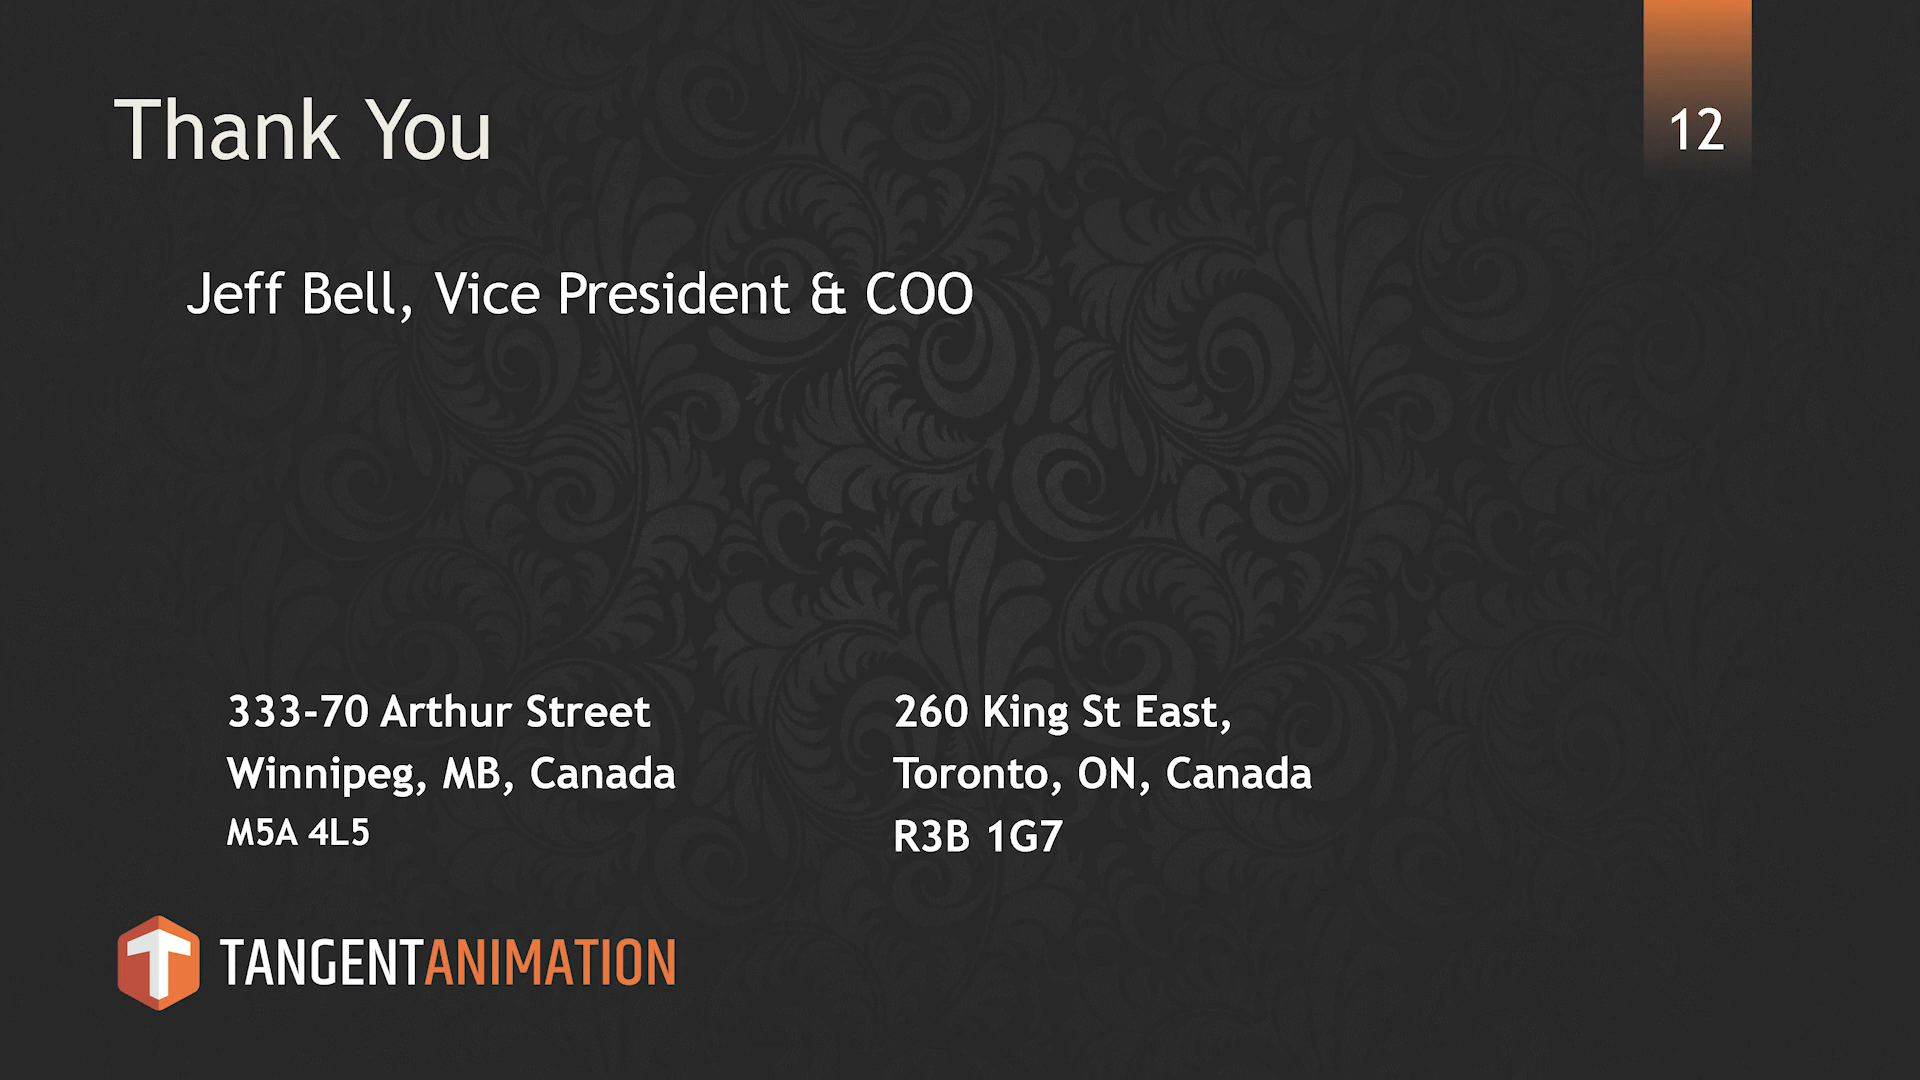 Thank You
12
Jeff Bell, Vice President & COO
333-70 Arthur Street
Winnipeg, MB, Canada
M5A 4L5
260 King St East,
Toronto, ON, Canada
R3B 1G7
TANGENTANIMATION